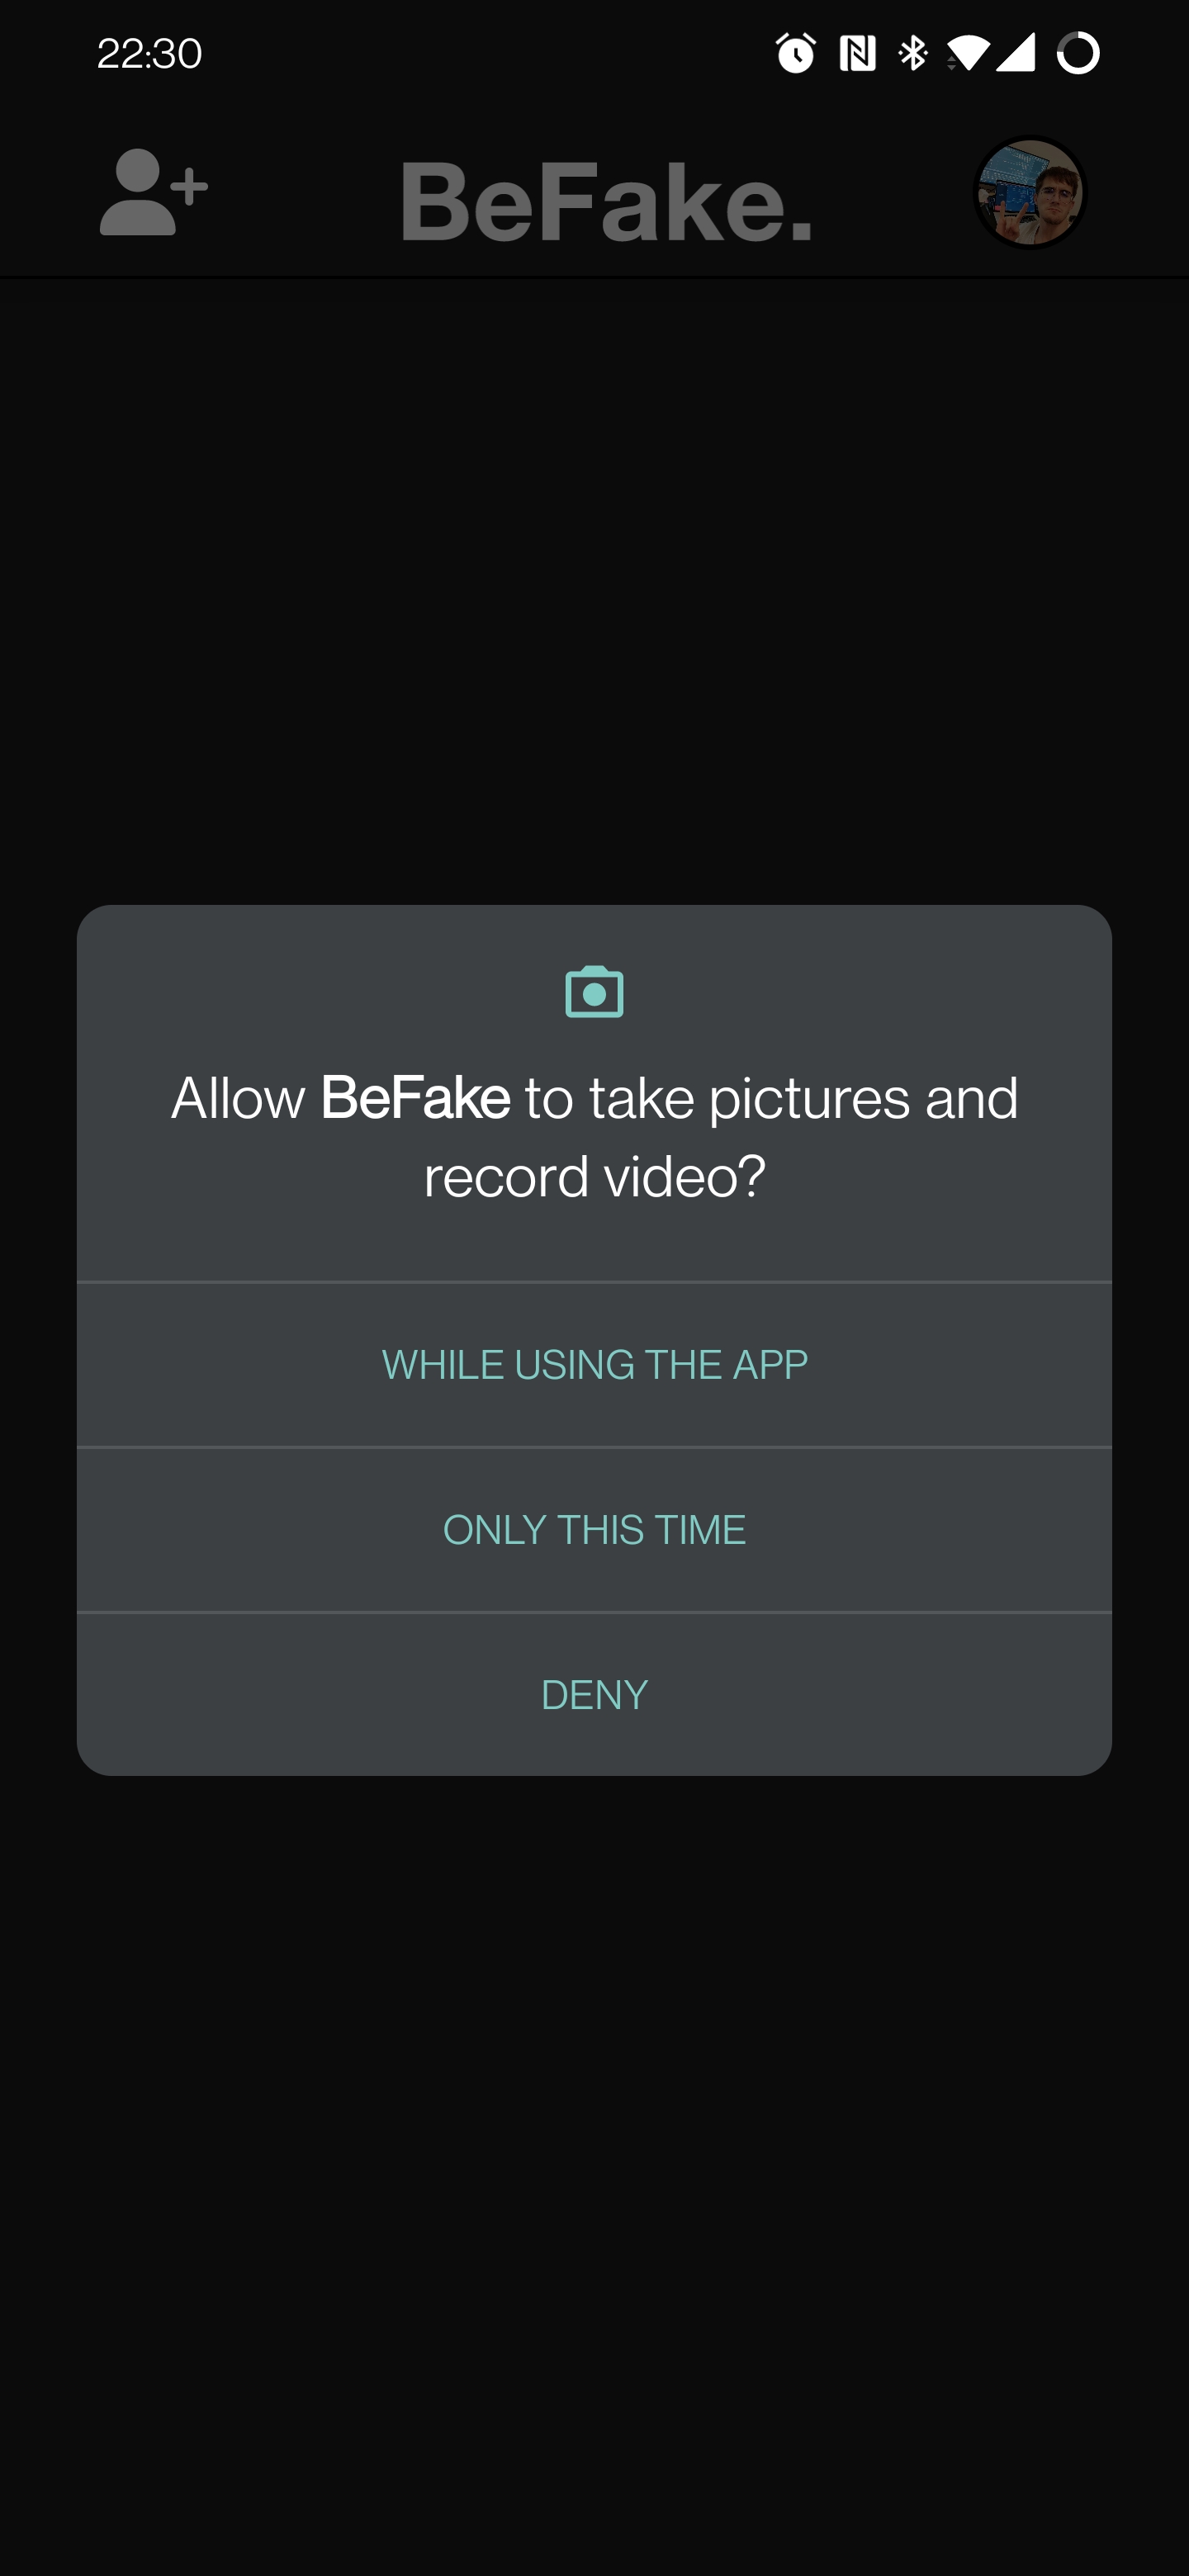 22:30
BeFake.
Allow BeFake to take pictures and
record video?
WHILE USING THE APP
ONLY THIS TIME
DENY